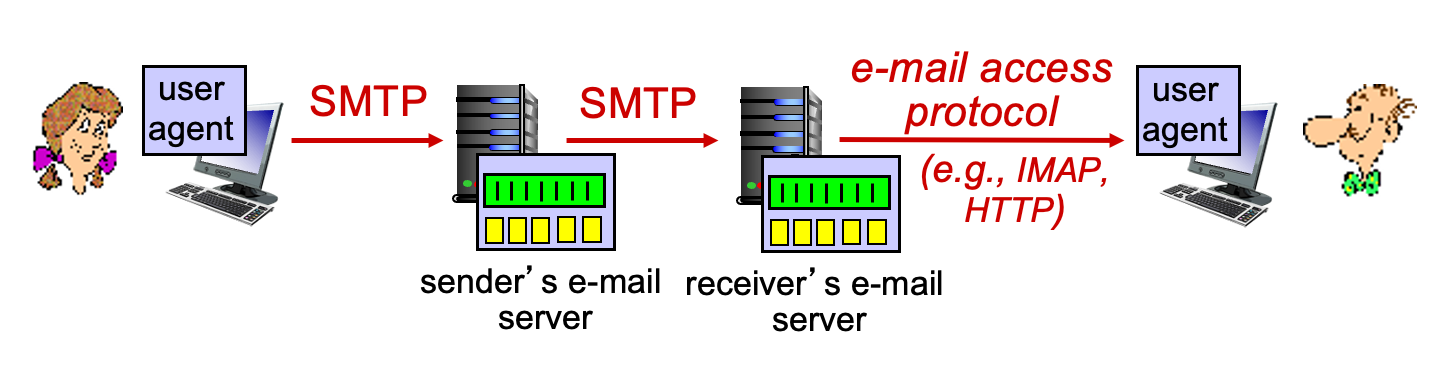 user
agent
SMTP
SMTP
e-mail access
protocol
(e.g., IMAP,
HTTP)
user
agent
sender’s e-mail
server
receiver’s e-mail
server